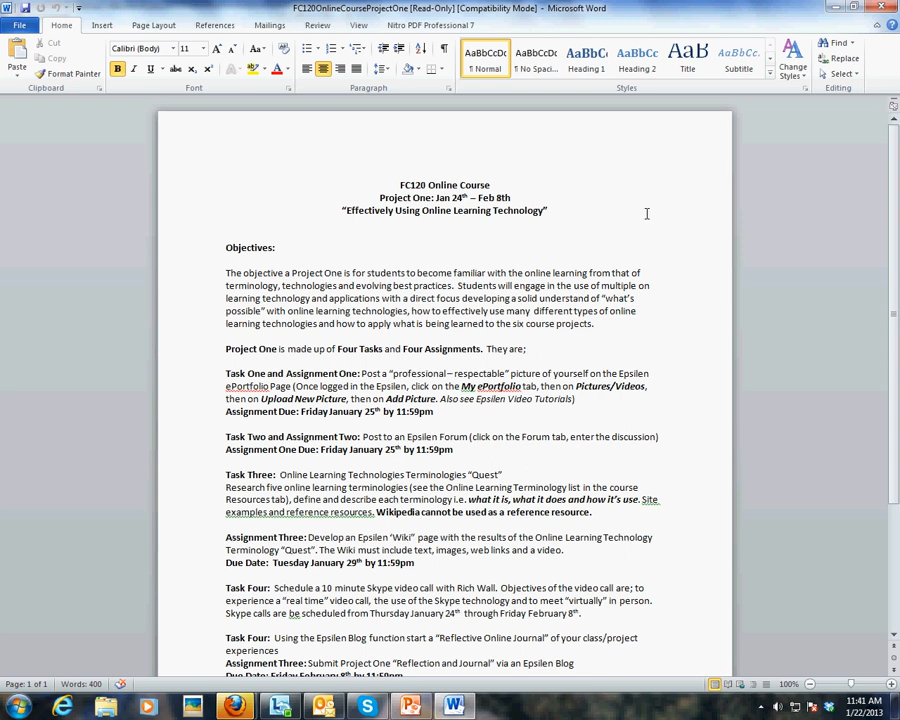 FC120OnlineCourseProjectOne [Read-Only] [Compatibility Mode] - Microsoft Word
File Home Insert Page Layout References Mailings Review View Nitro PDF Professional 7
Cut
Copy
Format Painter
Paste
Calibri (Body) 11
AaBbCcDc AaBbCcDc AaBbC AaBbCc AaB AaBbCc.
¶ Normal ¶ No Spaci... Heading 1 Heading 2 Title Subtitle
Change Styles
Find
Replace
Select
Clipboard Font Paragraph Styles Editing
FC120 Online Course
Project One: Jan 24th – Feb 8th
“Effectively Using Online Learning Technology”
Objectives:
The objective a Project One is for students to become familiar with the online learning from that of
terminology, technologies and evolving best practices. Students will engage in the use of multiple on
learning technology and applications with a direct focus developing a solid understand of “what’s
possible” with online learning technologies, how to effectively use many different types of online
learning technologies and how to apply what is being learned to the six course projects.
Project One is made up of Four Tasks and Four Assignments. They are;
Task One and Assignment One: Post a “professional – respectable” picture of yourself on the Epsilen
ePortfolio Page (Once logged in the Epsilen, click on the My ePortfolio tab, then on Pictures/Videos,
then on Upload New Picture, then on Add Picture. Also see Epsilen Video Tutorials)
Assignment Due: Friday January 25th by 11:59pm
Task Two and Assignment Two: Post to an Epsilen Forum (click on the Forum tab, enter the discussion)
Assignment One Due: Friday January 25th by 11:59pm
Task Three: Online Learning Technologies Terminologies “Quest”
Research five online learning terminologies (see the Online Learning Terminology list in the course
Resources tab), define and describe each terminology i.e. what it is, what it does and how it’s use. Site
examples and reference resources. Wikipedia cannot be used as a reference resource.
Assignment Three: Develop an Epsilen ‘Wiki” page with the results of the Online Learning Technology
Terminology “Quest”. The Wiki must include text, images, web links and a video.
Due Date: Tuesday January 29th by 11:59pm
Task Four: Schedule a 10 minute Skype video call with Rich Wall. Objectives of the video call are; to
experience a “real time” video call, the use of the Skype technology and to meet “virtually” in person.
Skype calls are be scheduled from Thursday January 24th through Friday February 8th.
Task Four: Using the Epsilen Blog function start a “Reflective Online Journal” of your class/project
experiences
Assignment Three: Submit Project One “Reflection and Journal” via an Epsilen Blog
Due Date: Friday February 8th by 11:59pm
Page: 1 of 1 Words: 400 100%
11:41 AM
1/22/2013